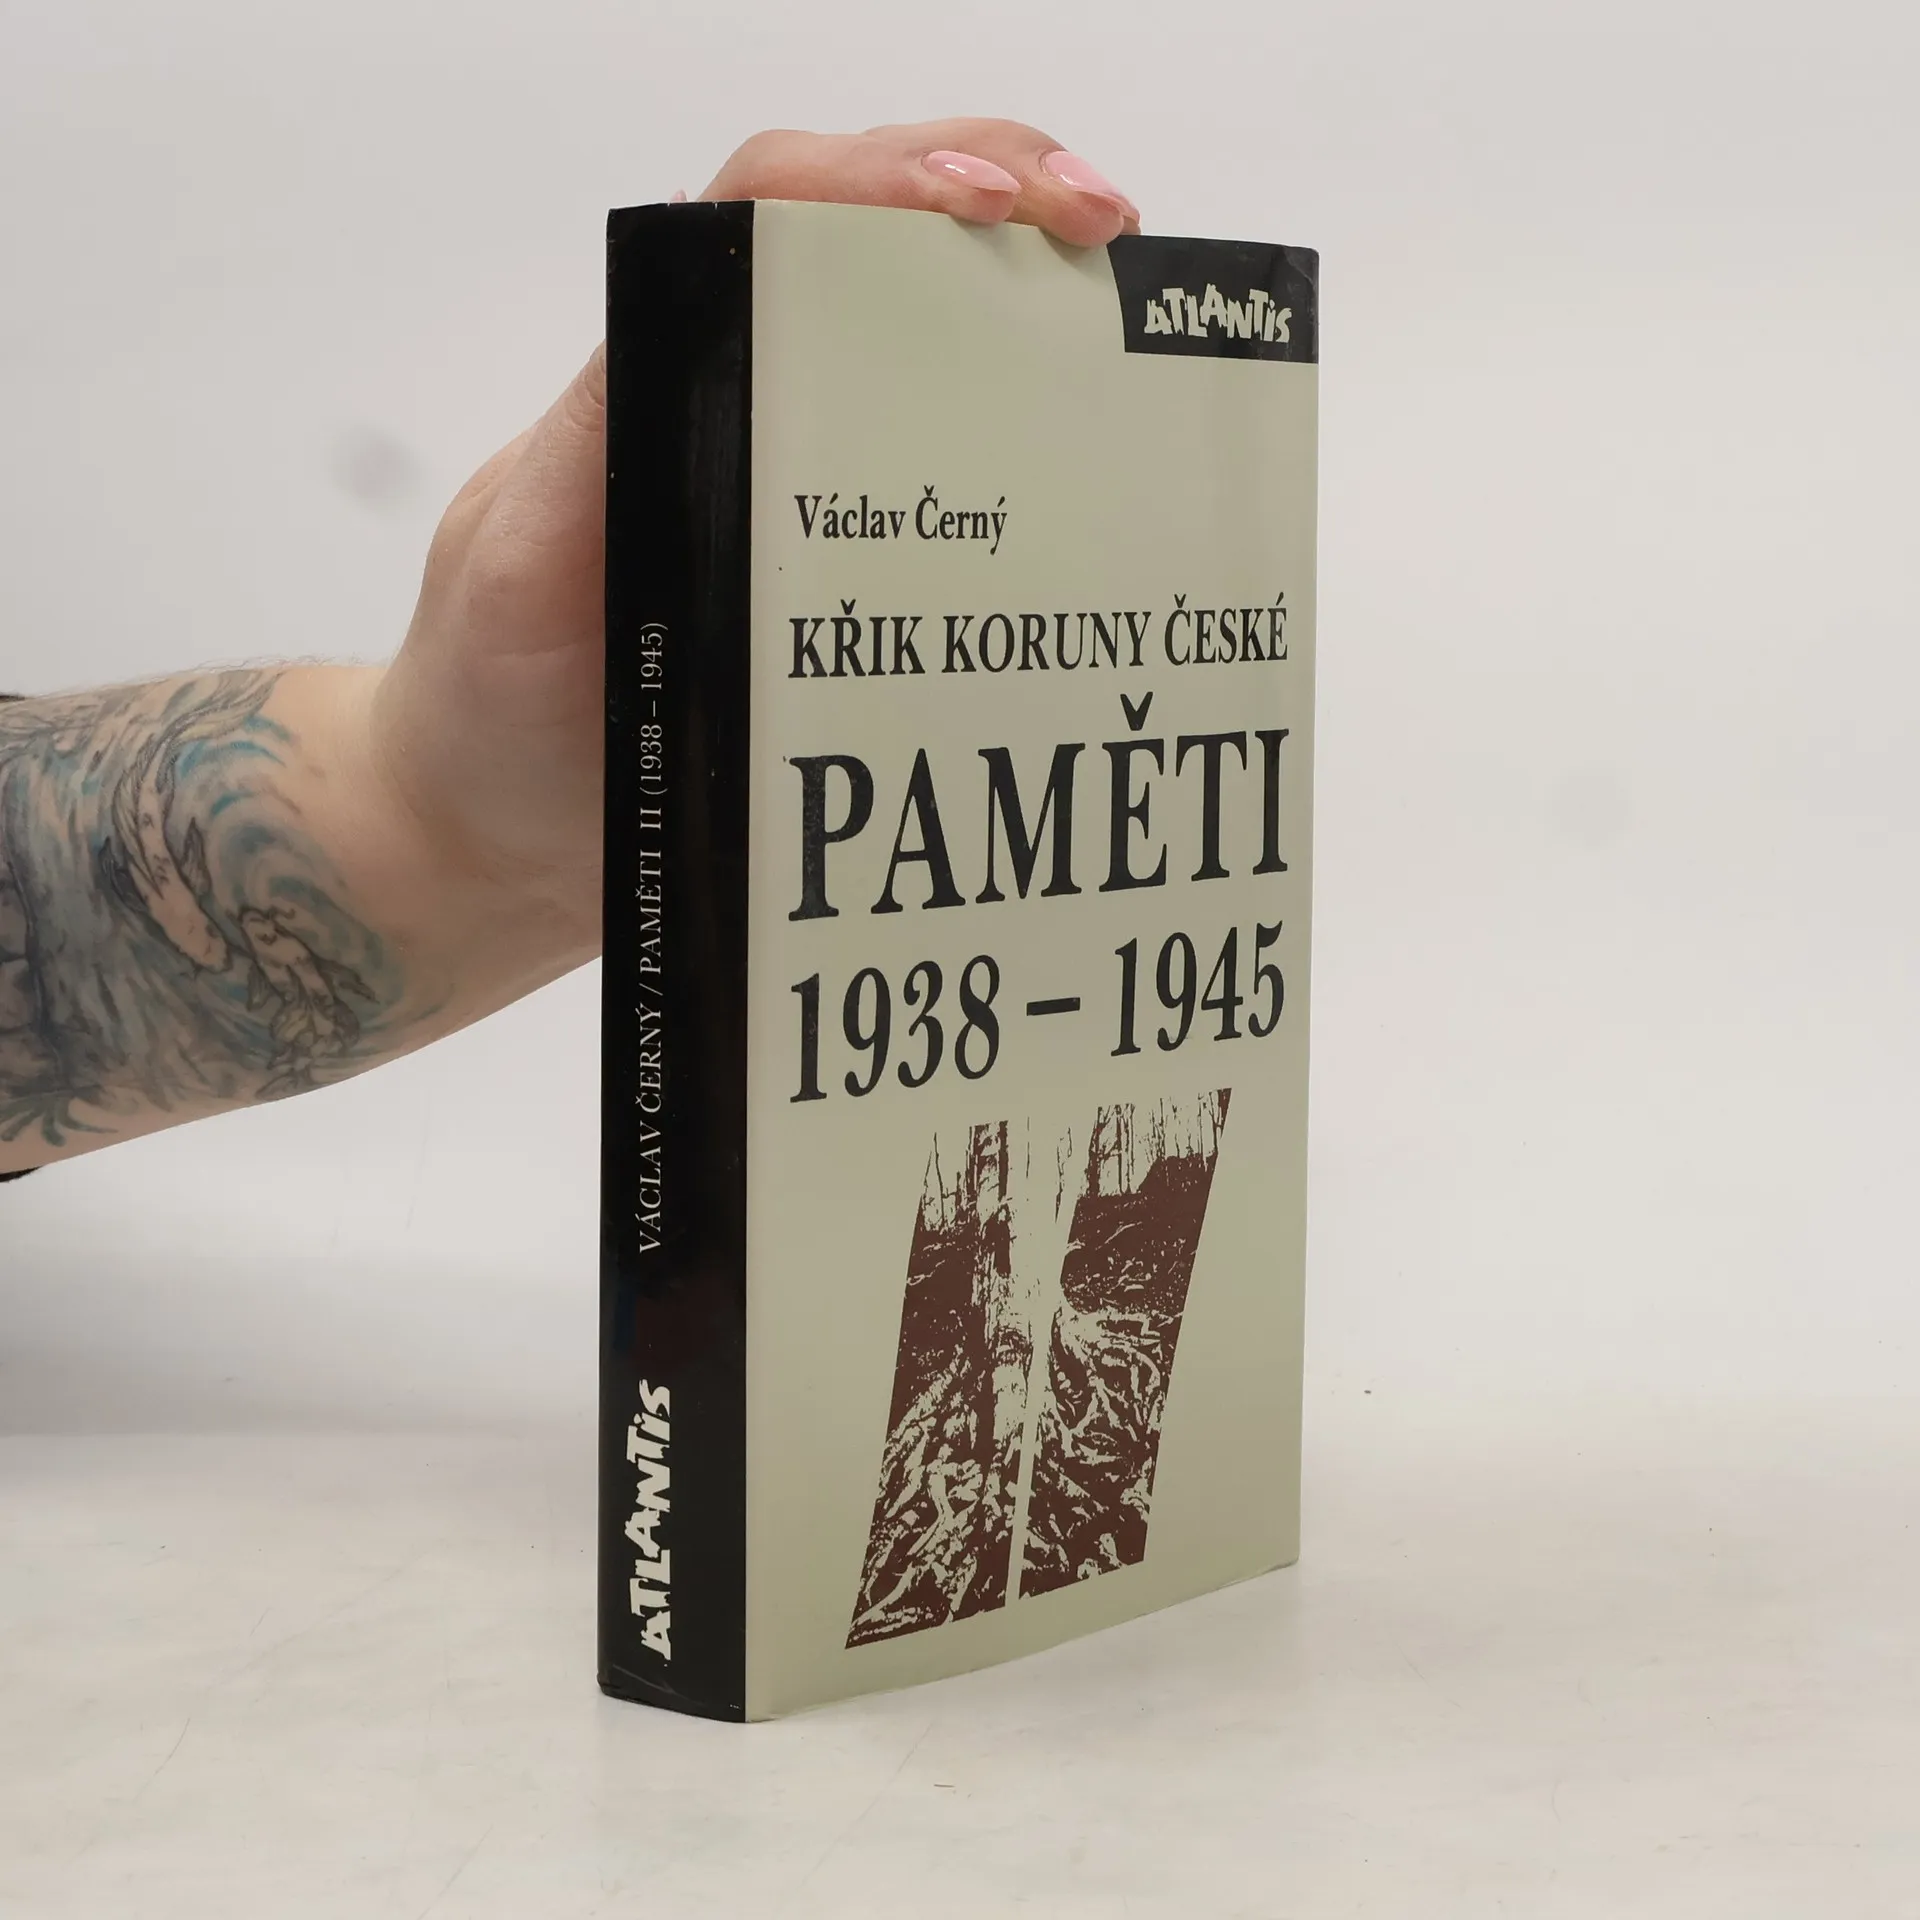 ATLANTIS
Václav Černý
KŘIK KORUNY ČESKÉ
PAMĚTI
1938 – 1945
VÁCLAV ČERNÝ / PAMĚTI II (1938 – 1945)
ATLANTIS